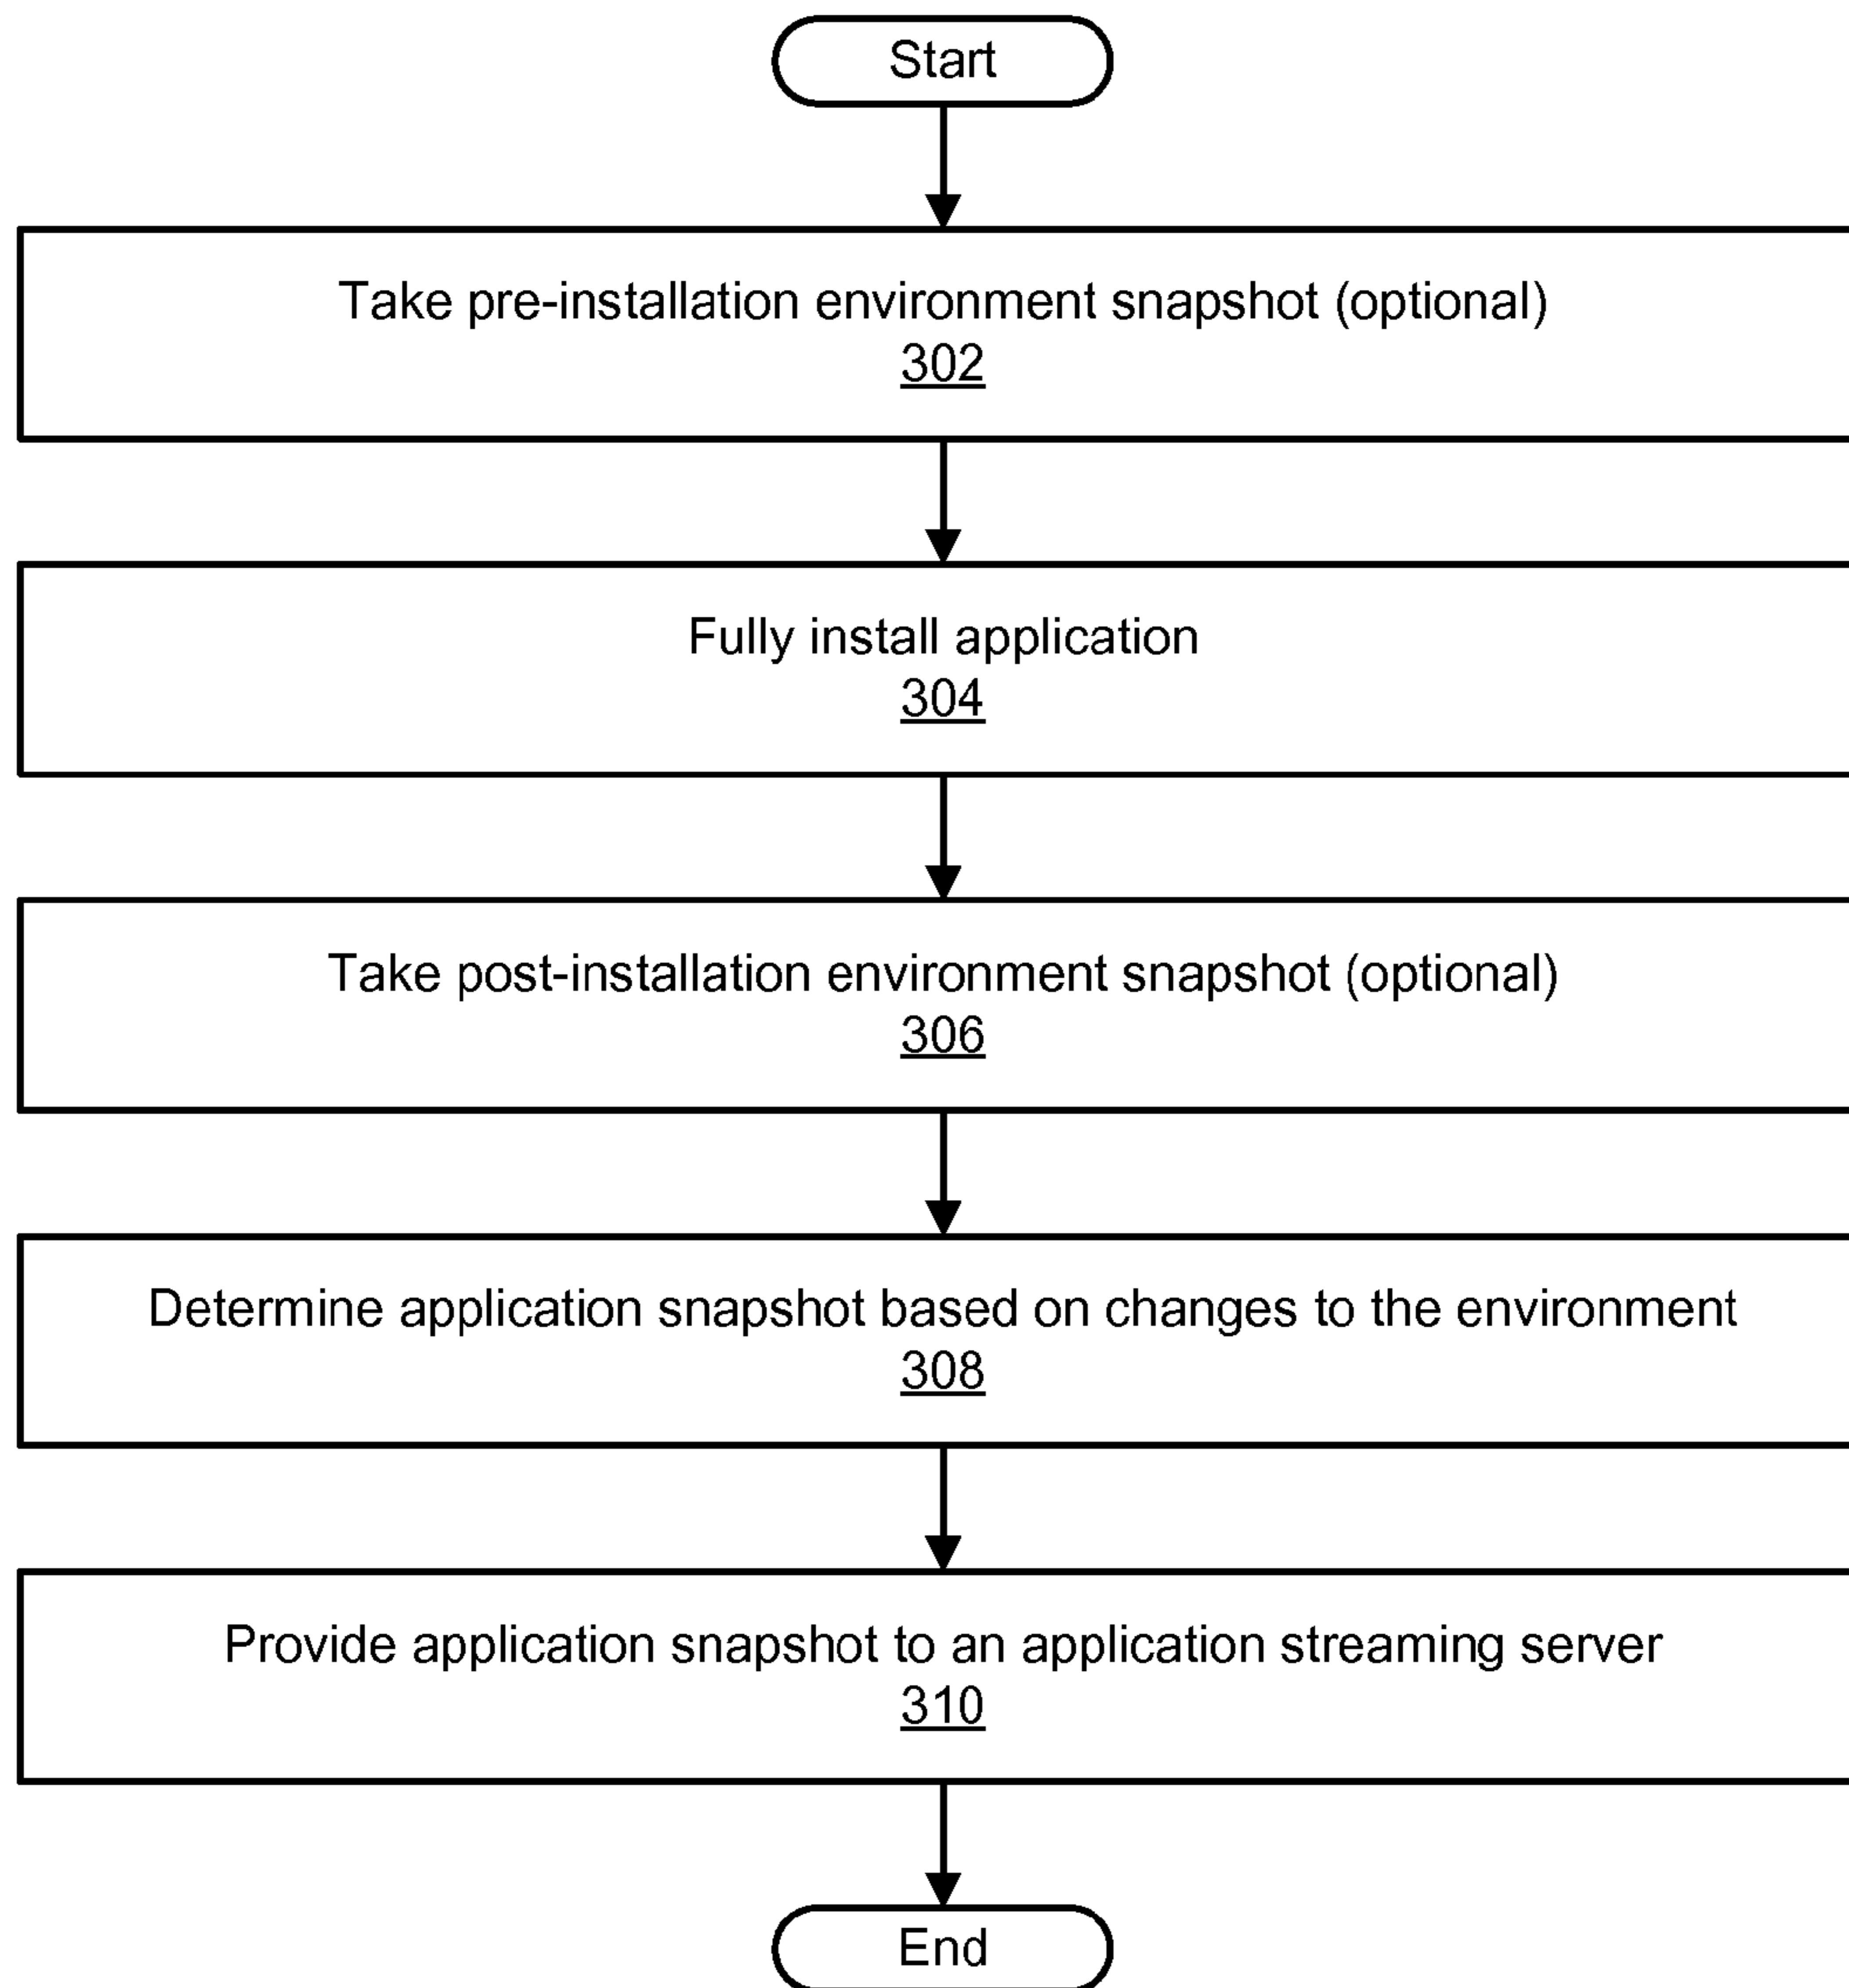 Start
Take pre-installation environment snapshot (optional)
302
Fully install application
304
Take post-installation environment snapshot (optional)
306
Determine application snapshot based on changes to the environment
308
Provide application snapshot to an application streaming server
310
End